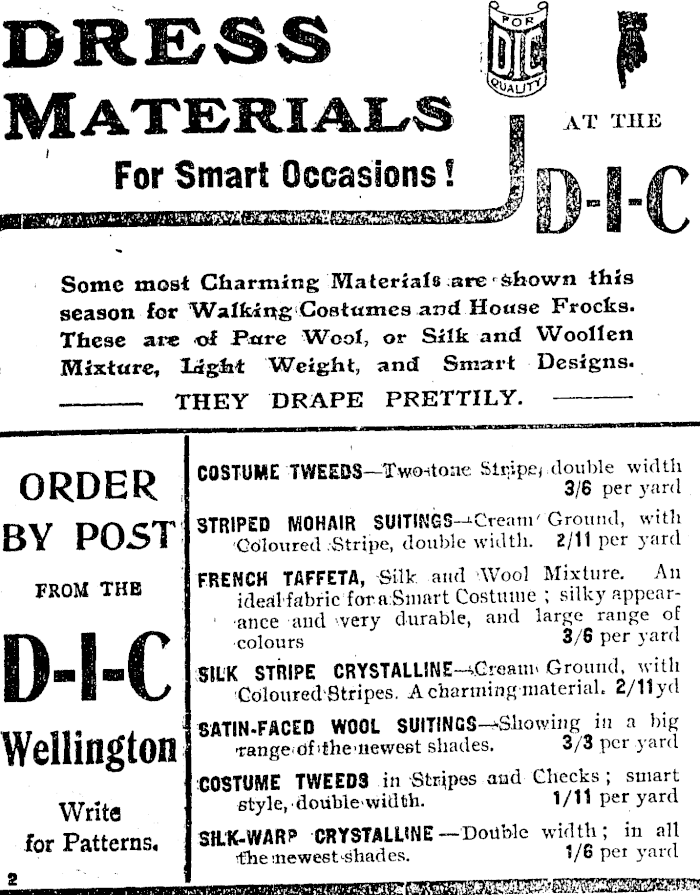 DRESS
MATERIALS
For Smart Occasions!
FOR
DIC
QUALITY
AT THE
D-I-C
Some most Charming Materials are shown this
season for Walking Costumes and House Frocks.
These are of Pure Wool, or Silk and Woollen
Mixture, Light Weight, and Smart Designs.
THEY DRAPE PRETTILY.
ORDER
BY POST
FROM THE
D-I-C
Wellington
Write
for Patterns.
2
COSTUME TWEEDS—Two-tone Stripe, double width
3/6 per yard
STRIPED MOHAIR SUITINGS—Cream Ground, with
Coloured Stripe, double width. 2/11 per yard
FRENCH TAFFETA, Silk and Wool Mixture. An
ideal fabric for a Smart Costume; silky appear-
ance and very durable, and large range of
colours 3/6 per yard
SILK STRIPE CRYSTALLINE—Cream Ground, with
Coloured Stripes. A charming material. 2/11 yd
SATIN-FACED WOOL SUITINGS—Showing in a big
range of the newest shades. 3/3 per yard
COSTUME TWEEDS in Stripes and Checks; smart
style, double width. 1/11 per yard
SILK-WARP CRYSTALLINE—Double width; in all
the newest shades. 1/6 per yard